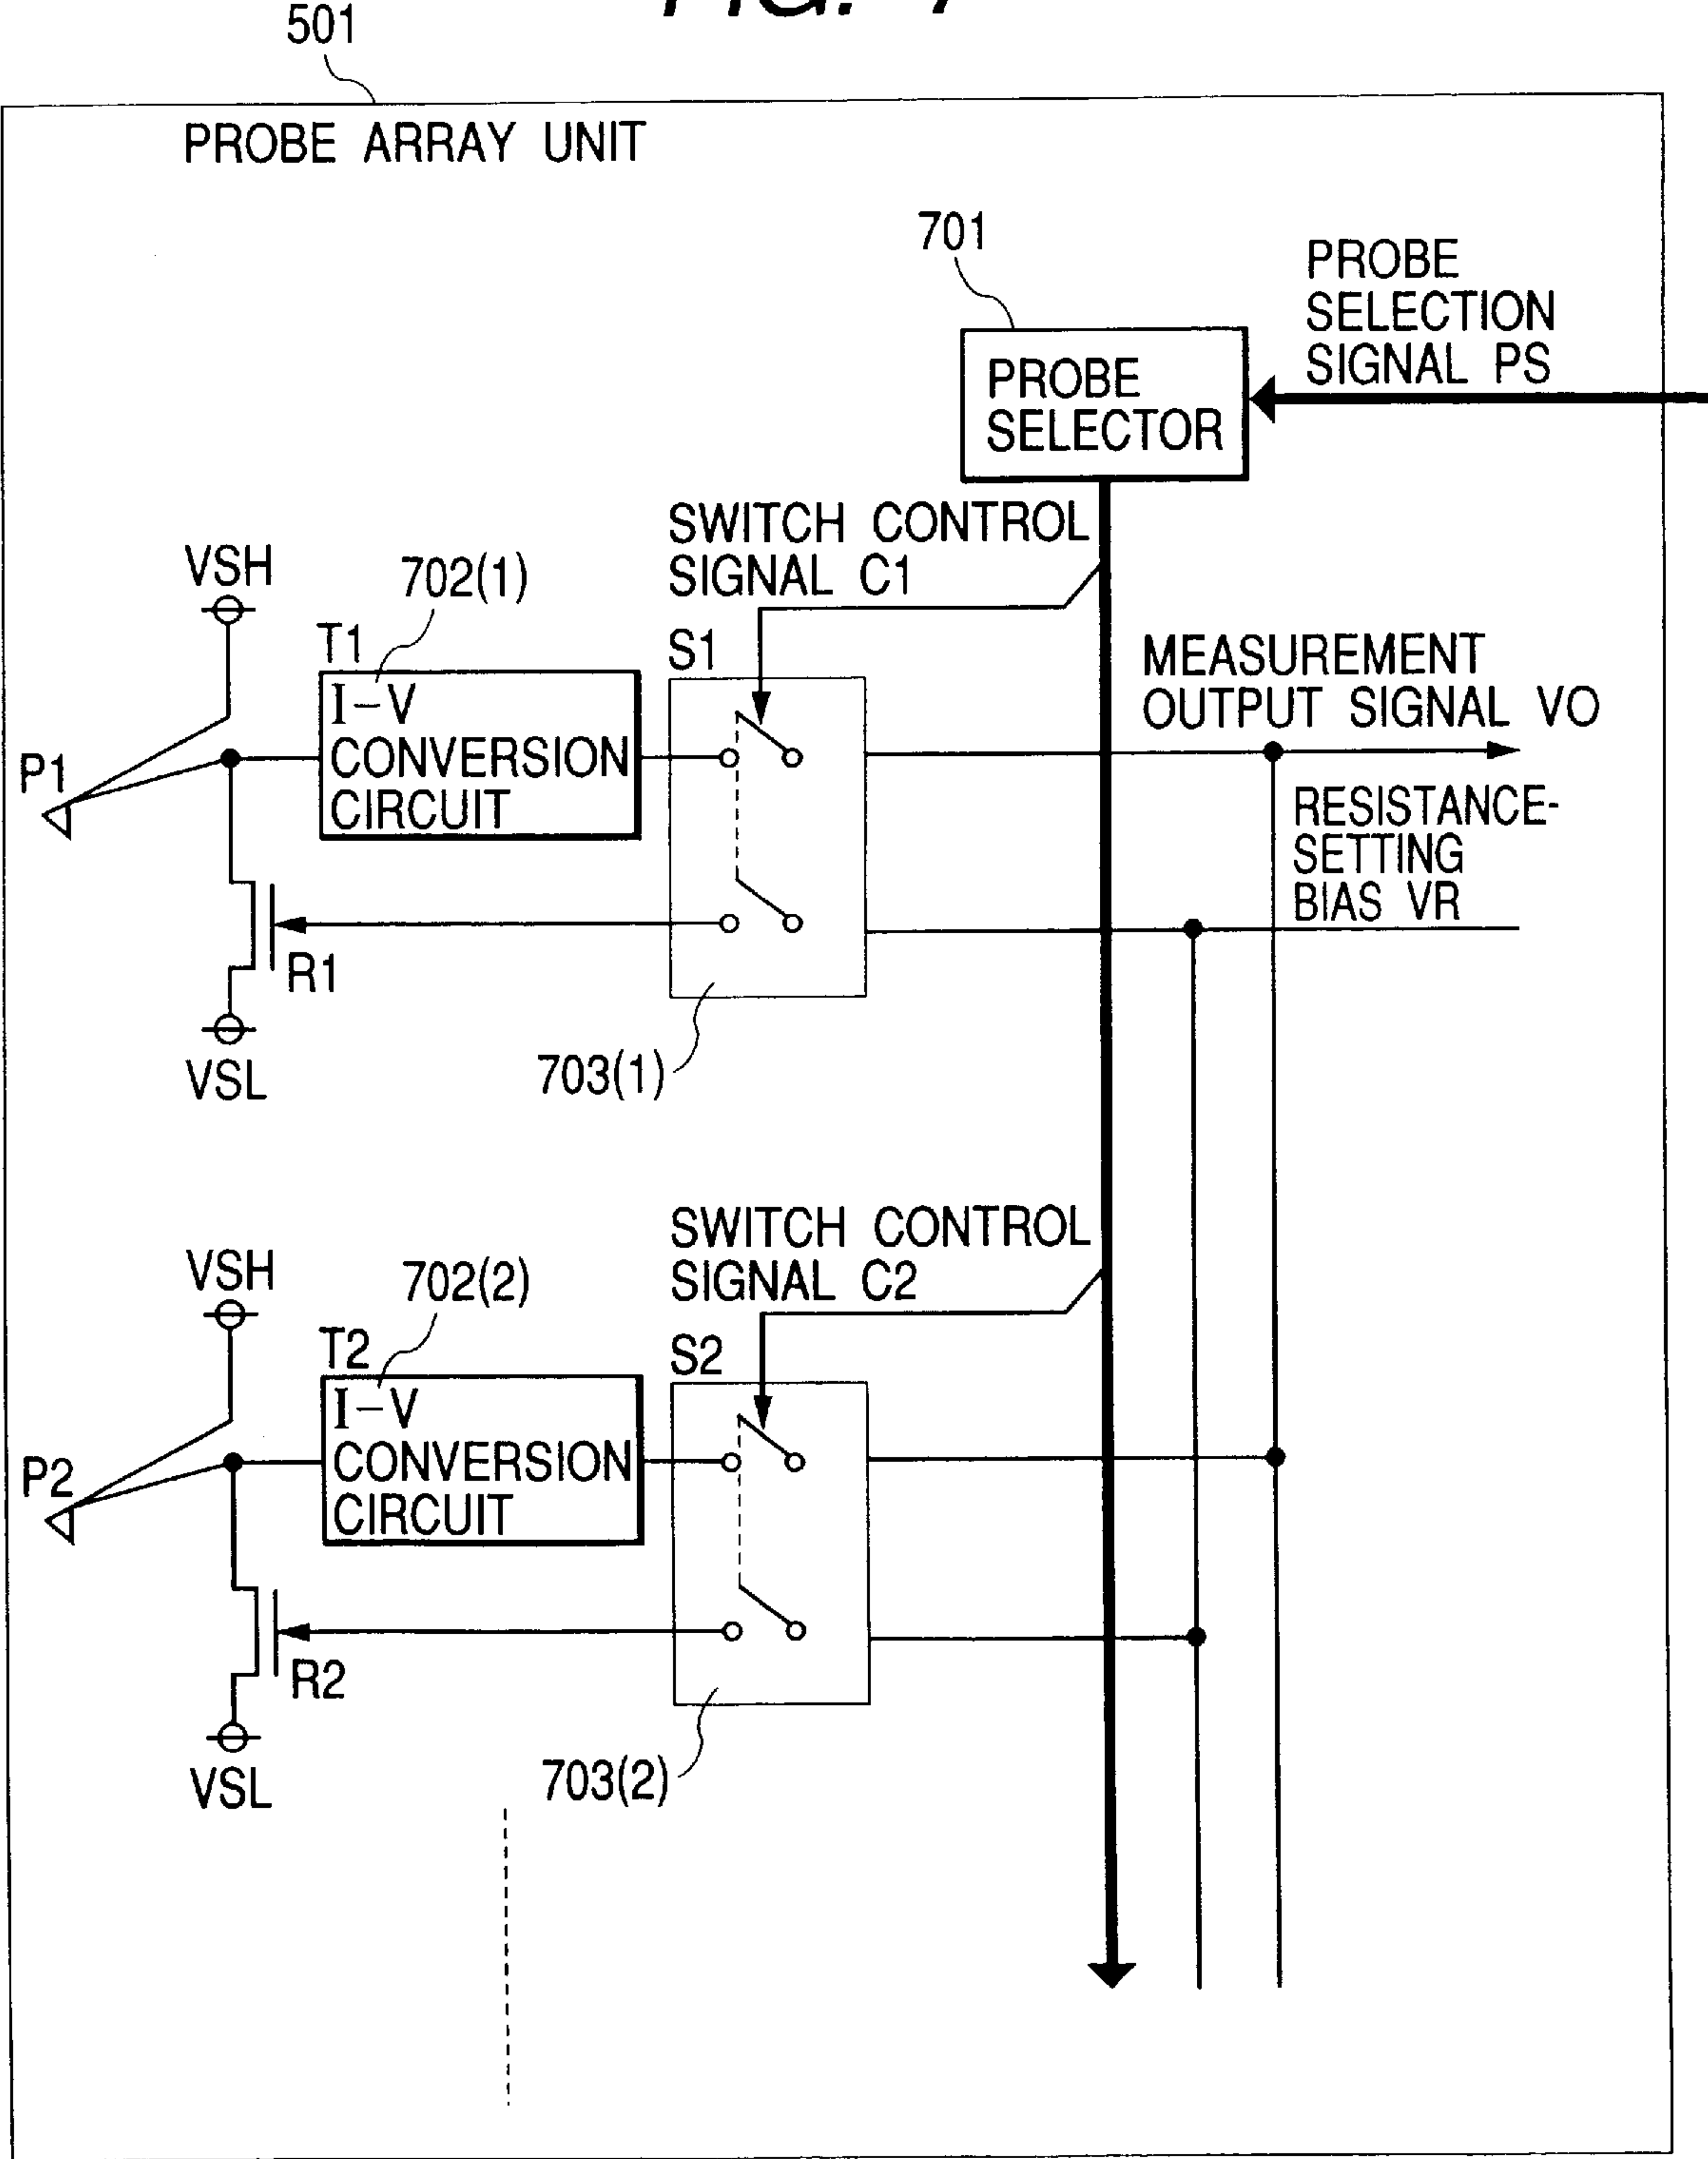 501
PROBE ARRAY UNIT
701
PROBE
SELECTION
SIGNAL PS
PROBE
SELECTOR
SWITCH CONTROL
SIGNAL C1
VSH
702(1)
T1
S1
I-V
CONVERSION
CIRCUIT
MEASUREMENT
OUTPUT SIGNAL VO
P1
RESISTANCE-
SETTING
BIAS VR
R1
VSL
703(1)
SWITCH CONTROL
SIGNAL C2
VSH
702(2)
T2
S2
I-V
CONVERSION
CIRCUIT
P2
R2
VSL
703(2)